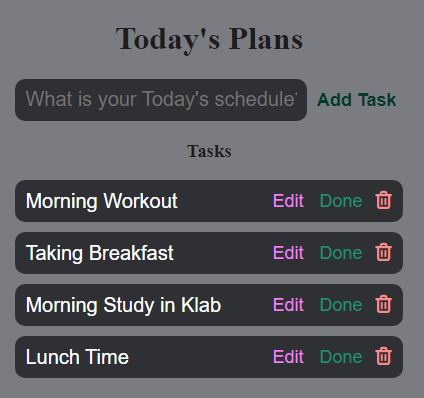 Today's Plans
What is your Today's schedule?
Add Task
Tasks
Morning Workout Edit Done
Taking Breakfast Edit Done
Morning Study in Klab Edit Done
Lunch Time Edit Done